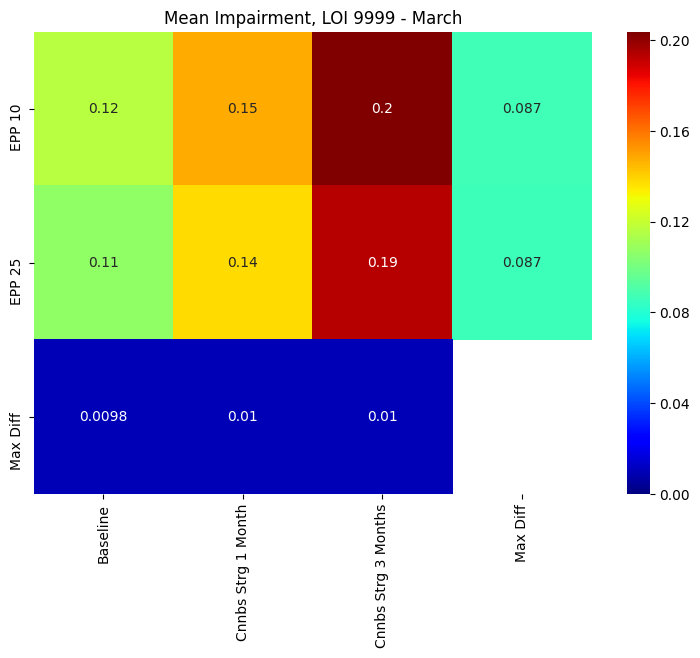 Mean Impairment, LOI 9999 - March
EPP 10
0.12
0.15
0.2
0.087
EPP 25
0.11
0.14
0.19
0.087
Max Diff
0.0098
0.01
0.01
Baseline
Cnnbs Strg 1 Month
Cnnbs Strg 3 Months
Max Diff
0.20
0.16
0.12
0.08
0.04
0.00